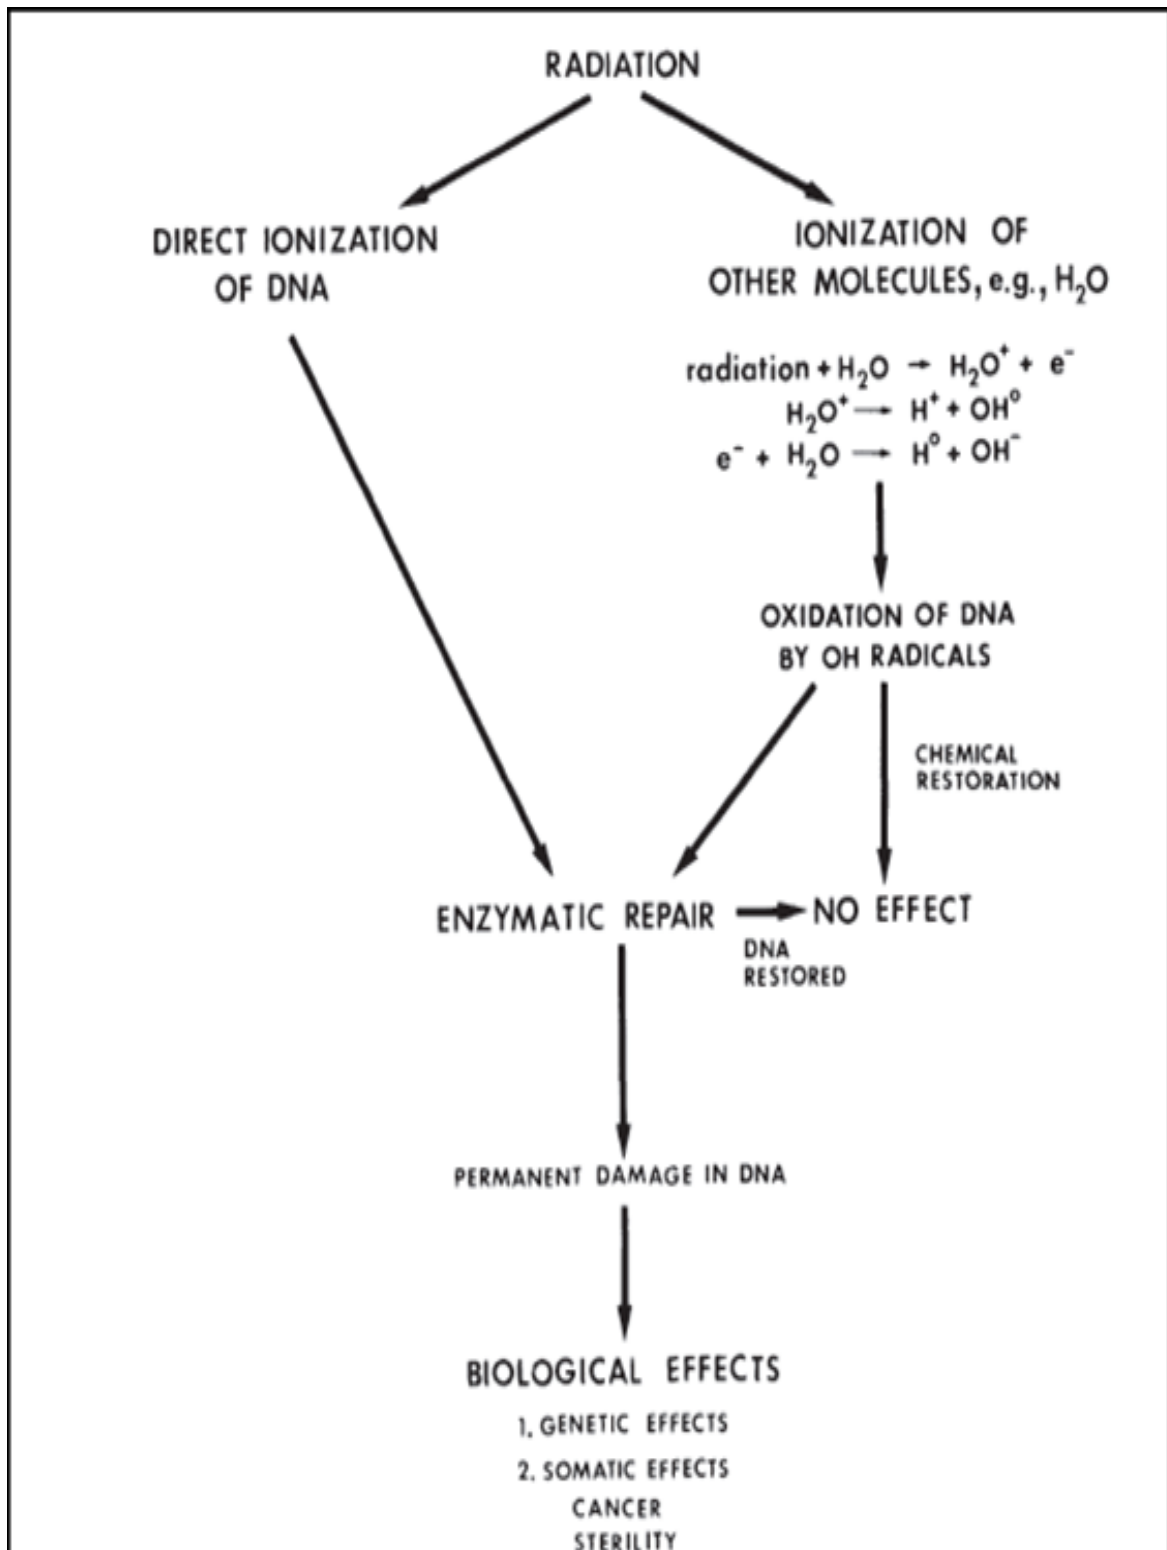 RADIATION
DIRECT IONIZATION
OF DNA
IONIZATION OF
OTHER MOLECULES, e.g., H₂O
radiation + H₂O → H₂O⁺ + e⁻
H₂O⁺ → H⁺ + OH⁰
e⁻ + H₂O → H⁰ + OH⁻
OXIDATION OF DNA
BY OH RADICALS
CHEMICAL
RESTORATION
ENZYMATIC REPAIR
NO EFFECT
DNA
RESTORED
PERMANENT DAMAGE IN DNA
BIOLOGICAL EFFECTS
1. GENETIC EFFECTS
2. SOMATIC EFFECTS
CANCER
STERILITY